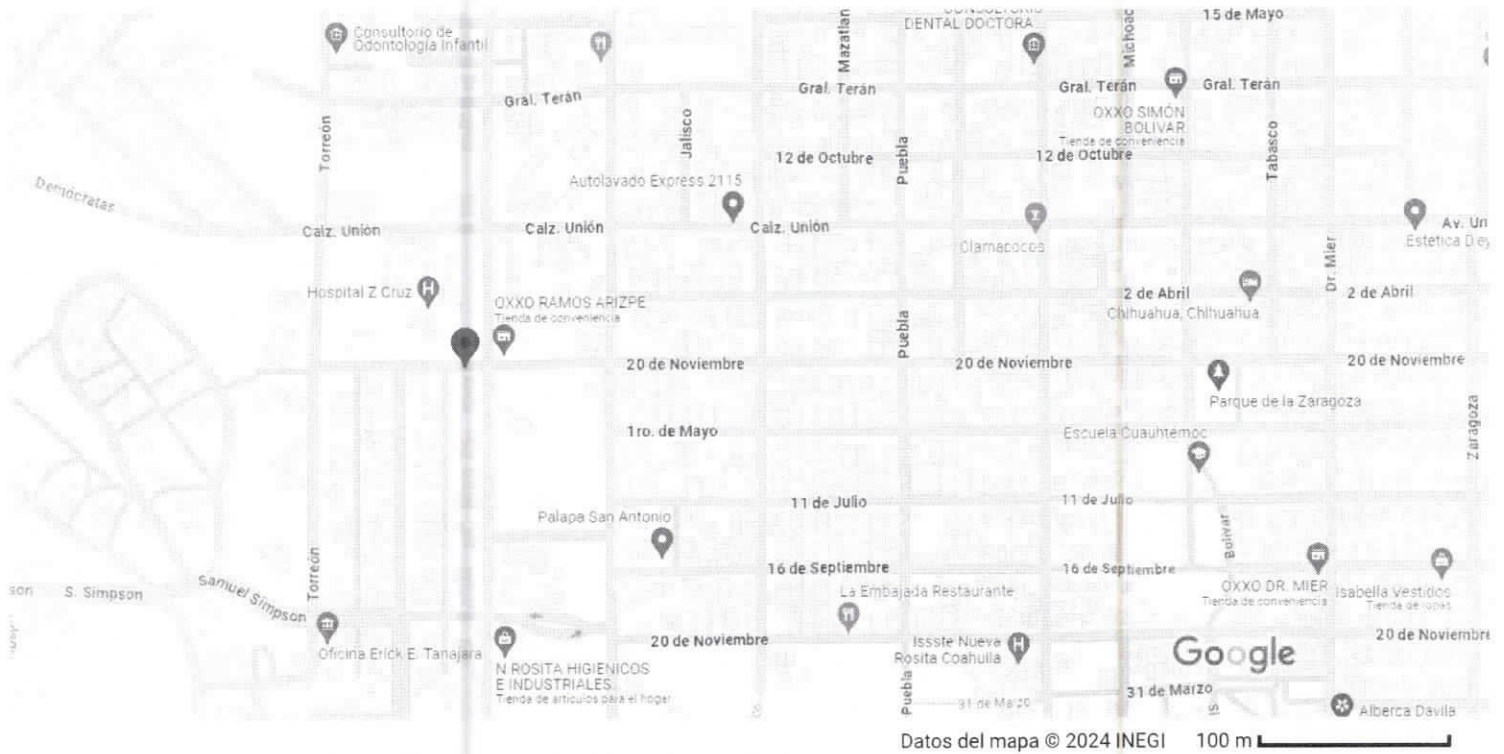 Consultorio de
Odontología Infantil
DENTAL DOCTORA
15 de Mayo
Mazatlan
Michoac
Gral. Terán
Gral. Terán
Gral. Terán
Gral. Terán
OXXO SIMÓN
BOLIVAR
Tienda de conveniencia
Torreón
Jalisco
Puebla
12 de Octubre
12 de Octubre
Tabasco
Autolavado Express 2115
Demócratas
Calz. Unión
Calz. Unión
Calz. Unión
Clamapocos
Av. Un
Estética Dey
Dr. Mier
Hospital Z Cruz
OXXO RAMOS ARIZPE
Tienda de conveniencia
2 de Abril
2 de Abril
Chihuahua, Chihuahua
Puebla
20 de Noviembre
20 de Noviembre
20 de Noviembre
Parque de la Zaragoza
1ro. de Mayo
Escuela Cuauhtemoc
Zaragoza
11 de Julio
11 de Julio
Palapa San Antonio
Bolivar
Torreón
16 de Septiembre
16 de Septiembre
OXXO DR. MIER
Tienda de conveniencia
Isabella Vestidos
Tienda de ropas
son
S. Simpson
Samuel Simpson
La Embajada Restaurante
Oficina Erick E. Tanajara
20 de Noviembre
20 de Noviembre
Issste Nueva
Rosita Coahuila
N ROSITA HIGIENICOS
E INDUSTRIALES
Tienda de artículos para el hogar
Google
Puebla
31 de Marzo
31 de Marzo
Alberca Davila
Datos del mapa © 2024 INEGI
100 m